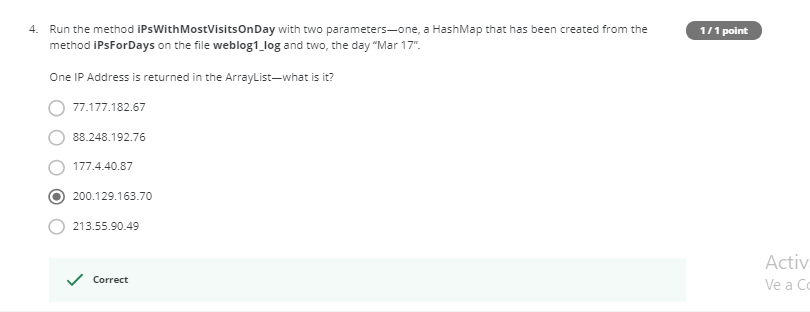 4. Run the method iPsWithMostVisitsOnDay with two parameters—one, a HashMap that has been created from the
1 / 1 point
method iPsForDays on the file weblog1_log and two, the day “Mar 17”.
One IP Address is returned in the ArrayList—what is it?
77.177.182.67
88.248.192.76
177.4.40.87
200.129.163.70
213.55.90.49
Correct
Activ
Ve a Co